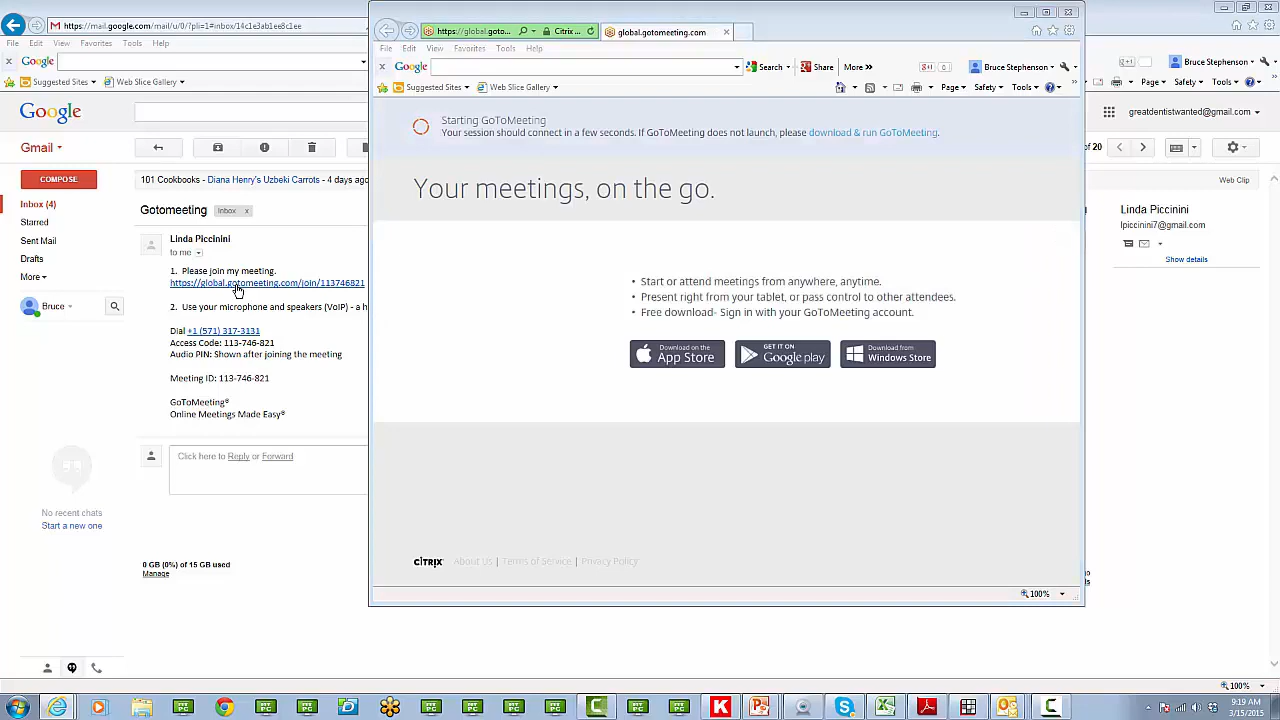 https://mail.google.com/mail/u/0/?pli=1#inbox/14c1e3ab1ee8c1ee
File Edit View Favorites Tools Help
Google
Suggested Sites Web Slice Gallery
Google
Gmail
COMPOSE
Inbox (4)
Starred
Sent Mail
Drafts
More
Bruce
No recent chats
Start a new one
101 Cookbooks - Diana Henry's Uzbeki Carrots - 4 days ago
Gotomeeting Inbox x
Linda Piccinini
to me
1. Please join my meeting.
https://global.gotomeeting.com/join/113746821
2. Use your microphone and speakers (VoIP) - a h
Dial +1 (571) 317-3131
Access Code: 113-746-821
Audio PIN: Shown after joining the meeting
Meeting ID: 113-746-821
GoToMeeting®
Online Meetings Made Easy®
Click here to Reply or Forward
0 GB (0%) of 15 GB used
Manage
https://global.goto... Citrix ... global.gotomeeting.com
File Edit View Favorites Tools Help
Google Search Share More » Bruce Stephenson
Suggested Sites Web Slice Gallery Page Safety Tools
Starting GoToMeeting
Your session should connect in a few seconds. If GoToMeeting does not launch, please download & run GoToMeeting.
Your meetings, on the go.
• Start or attend meetings from anywhere, anytime.
• Present right from your tablet, or pass control to other attendees.
• Free download- Sign in with your GoToMeeting account.
Download on the App Store
GET IT ON Google play
Download from Windows Store
CITRIX About Us | Terms of Service | Privacy Policy
100%
Bruce Stephenson
Page Safety Tools
greatdentistwanted@gmail.com
of 20
Web Clip
Linda Piccinini
lpiccinini7@gmail.com
Show details
100%
9:19 AM
3/15/2015